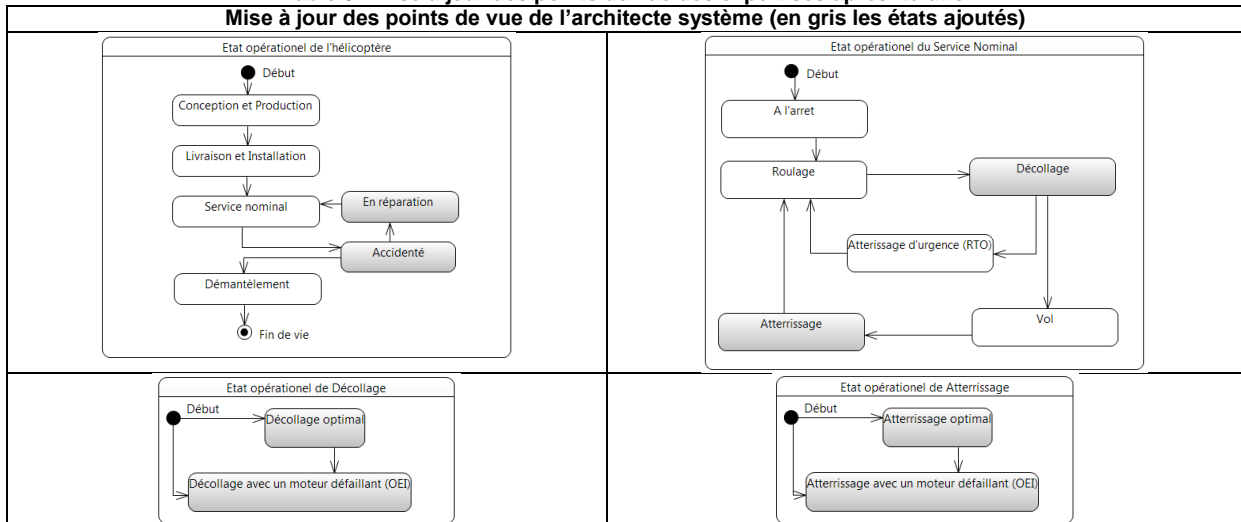 Mise à jour des points de vue de l'architecte système (en gris les états ajoutés)
Etat opérationel de l'hélicoptère
Début
Conception et Production
Livraison et Installation
Service nominal
En réparation
Accidenté
Démantèlement
Fin de vie
Etat opérationel du Service Nominal
Début
A l'arret
Roulage
Décollage
Atterissage d'urgence (RTO)
Atterrissage
Vol
Etat opérationel de Décollage
Début
Décollage optimal
Décollage avec un moteur défaillant (OEI)
Etat opérationel de Atterrissage
Début
Atterrissage optimal
Atterrissage avec un moteur défaillant (OEI)